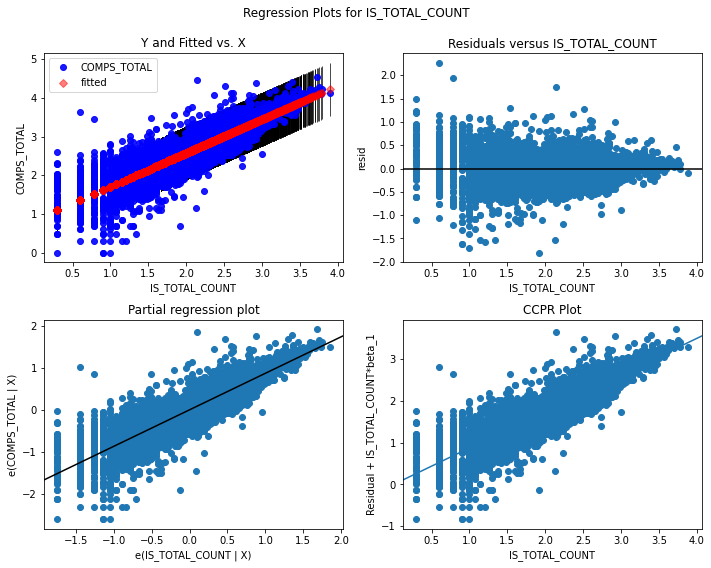 Regression Plots for IS_TOTAL_COUNT
Y and Fitted vs. X
COMPS_TOTAL
fitted
COMPS_TOTAL
5
4
3
2
1
0
0.5 1.0 1.5 2.0 2.5 3.0 3.5 4.0
IS_TOTAL_COUNT
Residuals versus IS_TOTAL_COUNT
resid
2.0
1.5
1.0
0.5
0.0
−0.5
−1.0
−1.5
−2.0
0.5 1.0 1.5 2.0 2.5 3.0 3.5 4.0
IS_TOTAL_COUNT
Partial regression plot
e(COMPS_TOTAL | X)
2
1
0
−1
−2
−1.5 −1.0 −0.5 0.0 0.5 1.0 1.5 2.0
e(IS_TOTAL_COUNT | X)
CCPR Plot
Residual + IS_TOTAL_COUNT*beta_1
3
2
1
0
−1
0.5 1.0 1.5 2.0 2.5 3.0 3.5 4.0
IS_TOTAL_COUNT